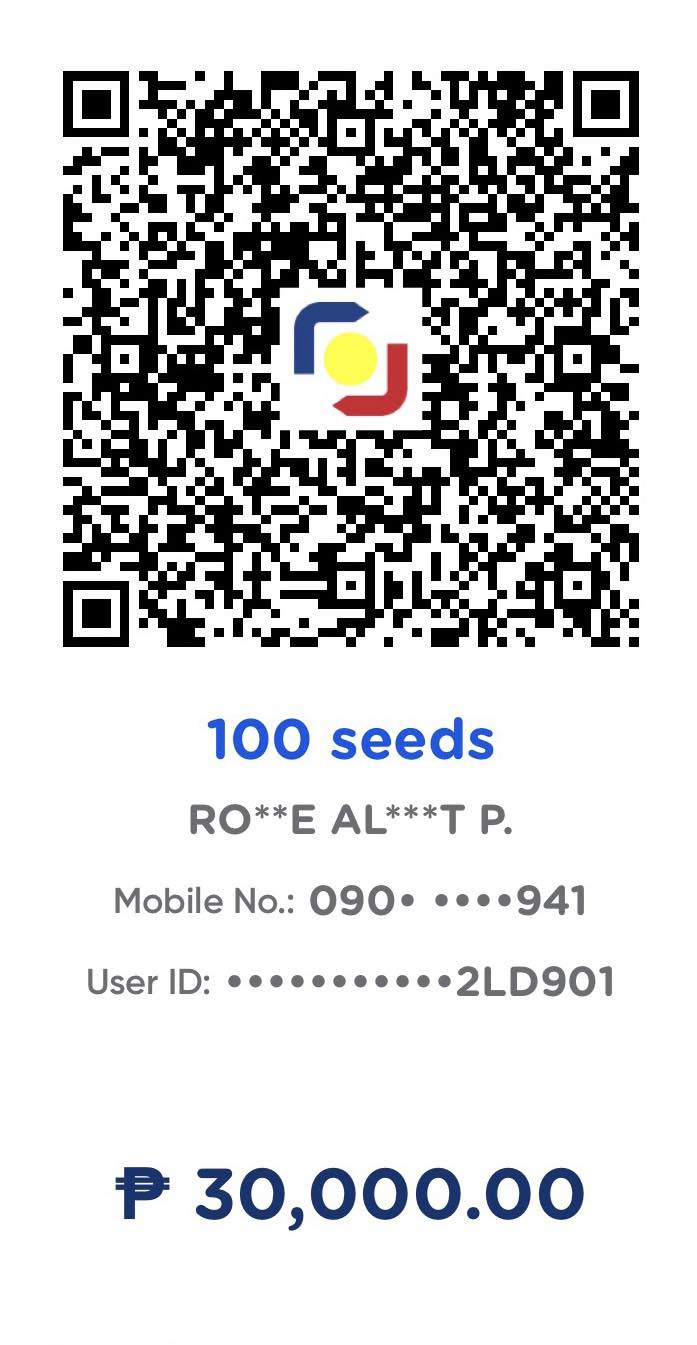 100 seeds
RO**E AL***T P.
Mobile No.: 090• ••••941
User ID: •••••••••••2LD901
₱ 30,000.00